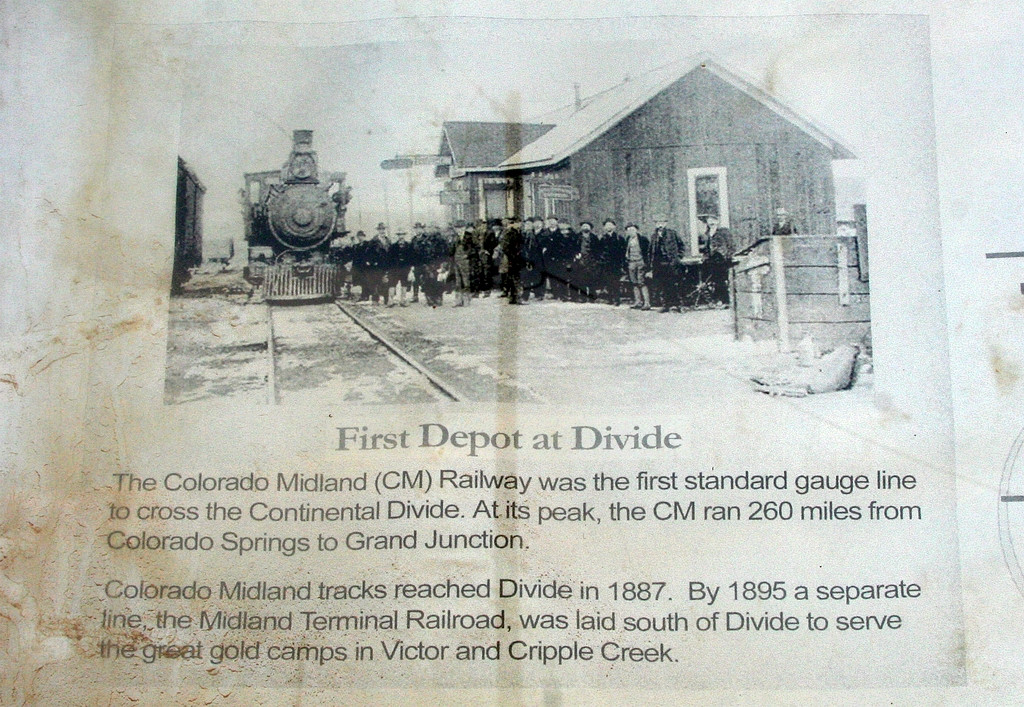 First Depot at Divide
The Colorado Midland (CM) Railway was the first standard gauge line
to cross the Continental Divide. At its peak, the CM ran 260 miles from
Colorado Springs to Grand Junction.
Colorado Midland tracks reached Divide in 1887. By 1895 a separate
line, the Midland Terminal Railroad, was laid south of Divide to serve
the great gold camps in Victor and Cripple Creek.